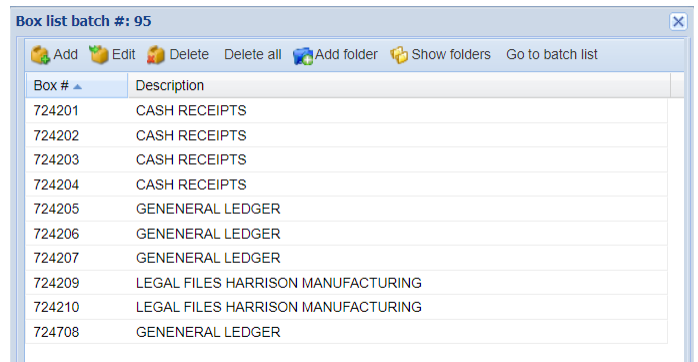 Box list batch #: 95
Add Edit Delete Delete all Add folder Show folders Go to batch list
Box # Description
724201 CASH RECEIPTS
724202 CASH RECEIPTS
724203 CASH RECEIPTS
724204 CASH RECEIPTS
724205 GENENERAL LEDGER
724206 GENENERAL LEDGER
724207 GENENERAL LEDGER
724209 LEGAL FILES HARRISON MANUFACTURING
724210 LEGAL FILES HARRISON MANUFACTURING
724708 GENENERAL LEDGER